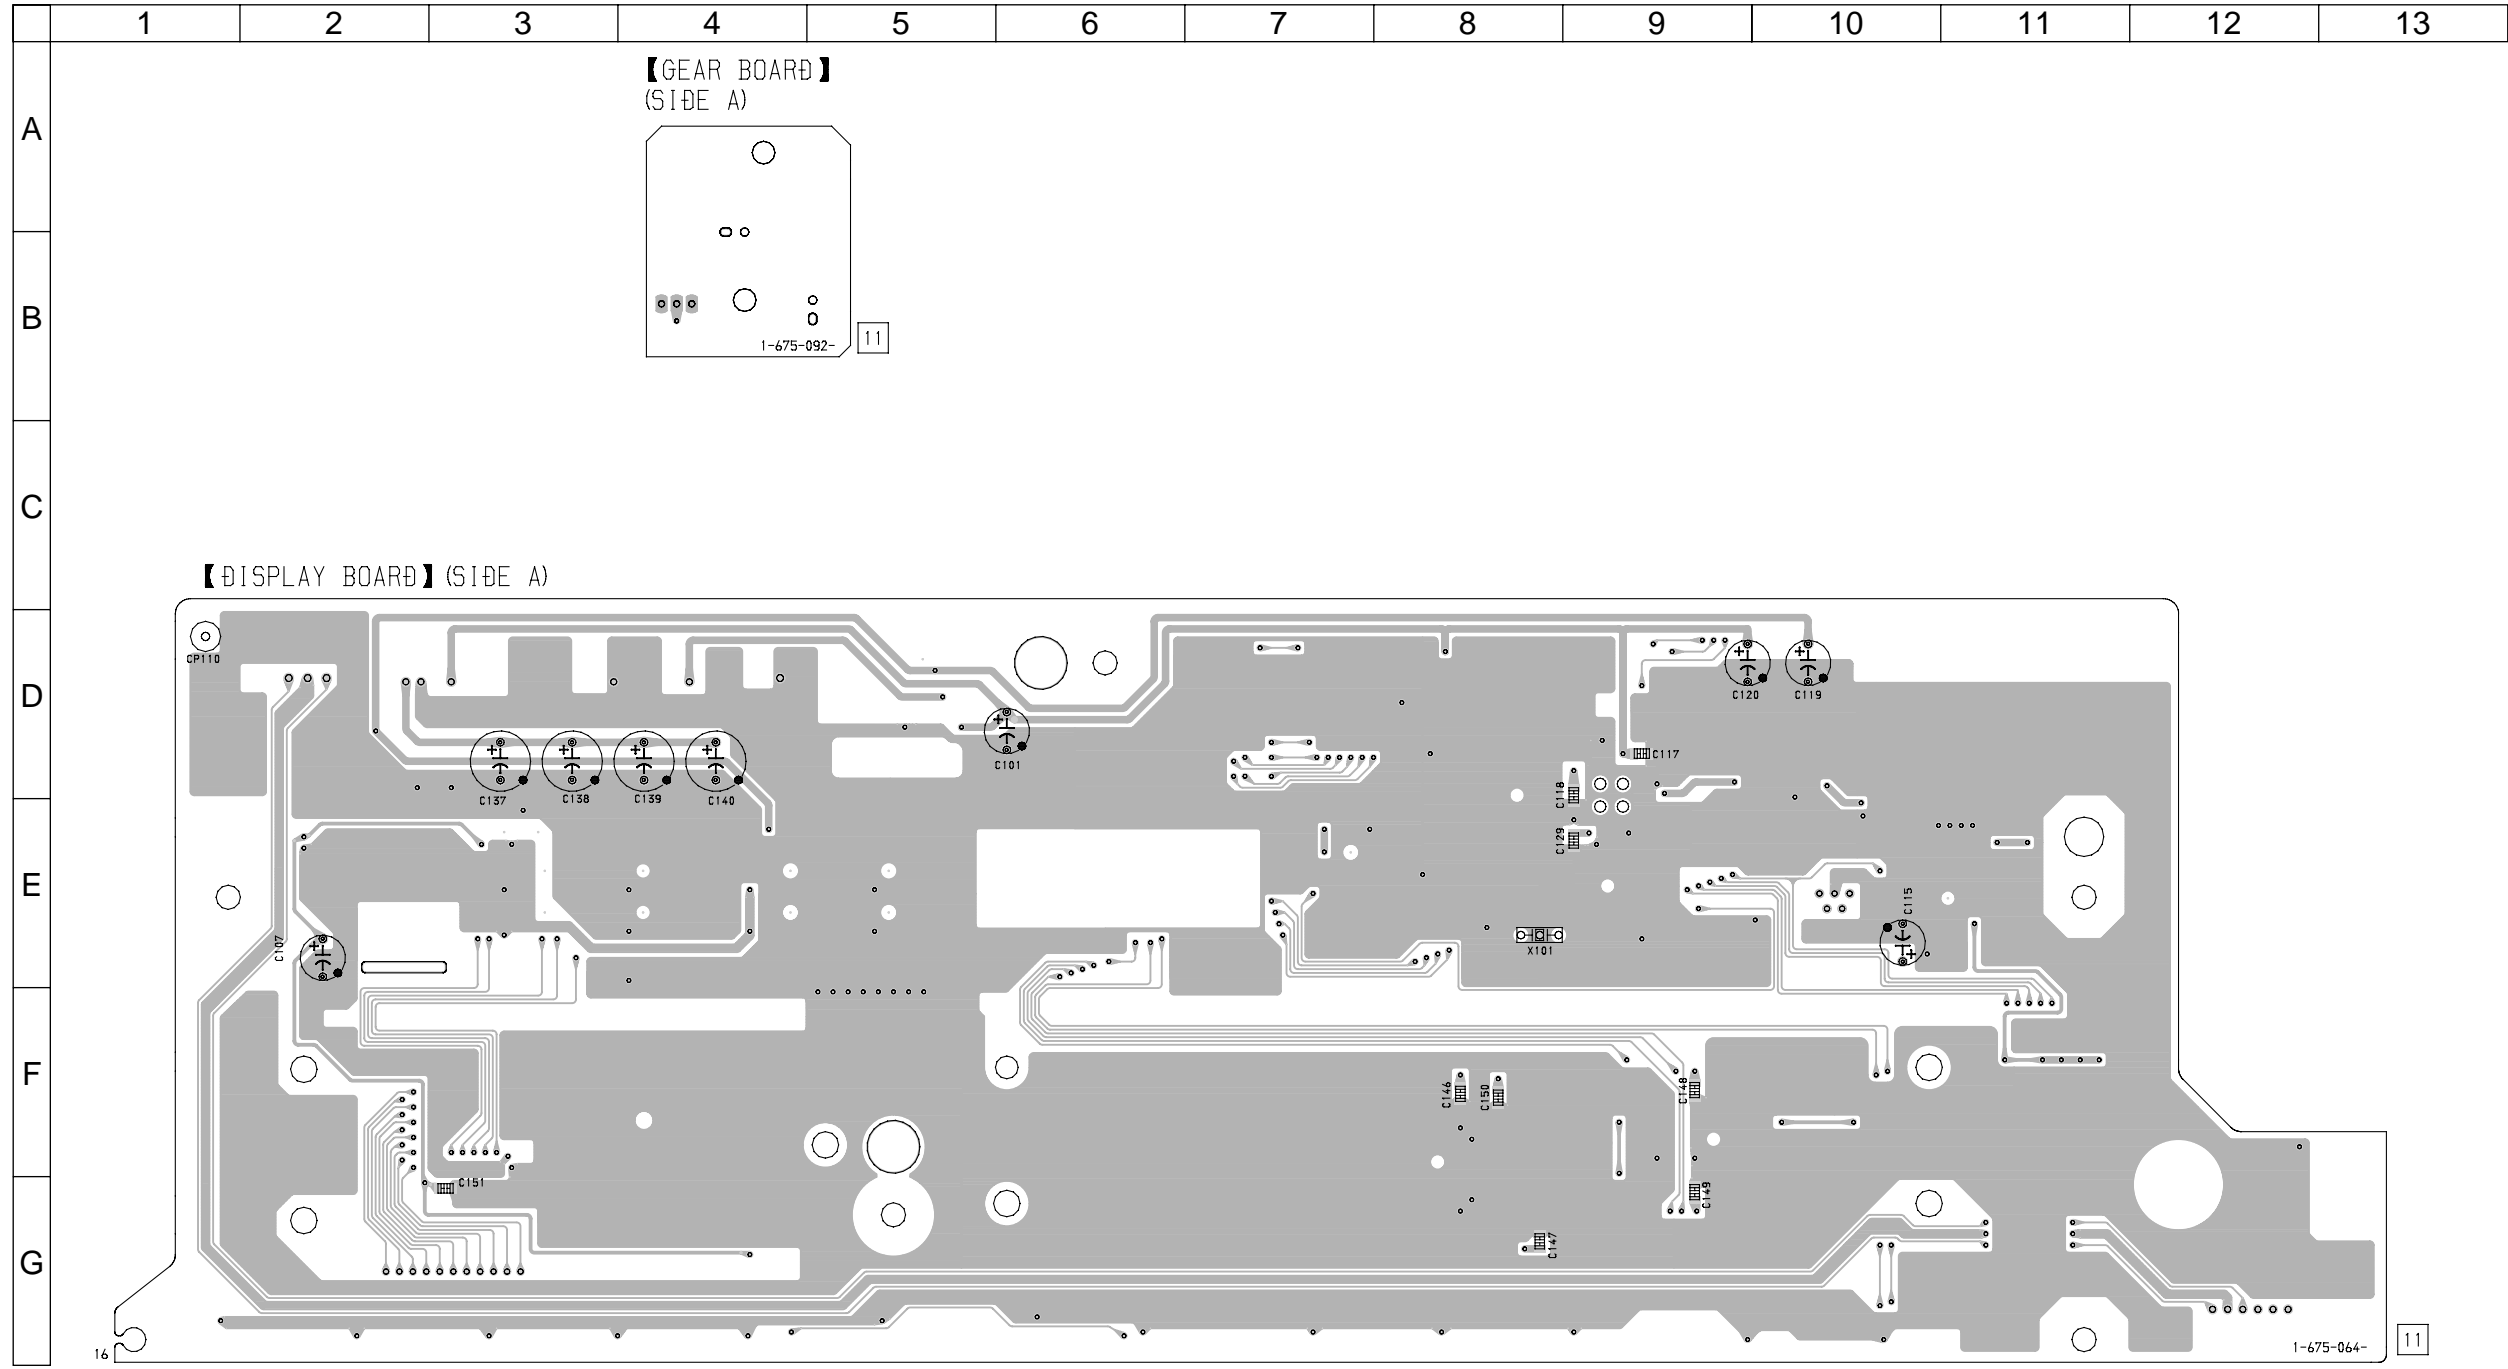 1 2 3 4 5 6 7 8 9 10 11 12 13
【GEAR BOARD】
(SIDE A)
A
B
1-675-092- 11
C
【DISPLAY BOARD】(SIDE A)
CP110
D
C120 C119
C101
C117
C137 C138 C139 C140
C118
C129
E
C115
C107
X101
F
C146 C150 C148
C151
C149
C147
G
16
1-675-064- 11